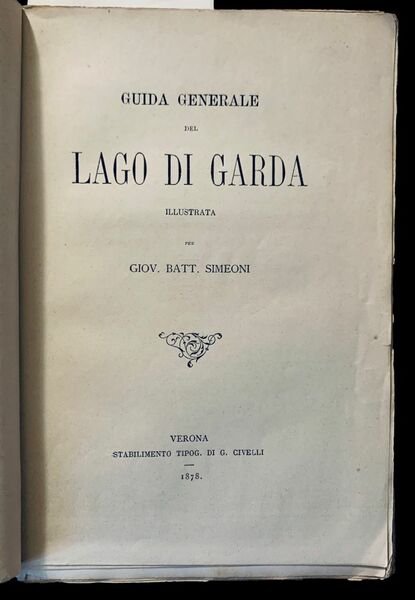 GUIDA GENERALE
DEL
LAGO DI GARDA
ILLUSTRATA
PER
GIOV. BATT. SIMEONI
VERONA
STABILIMENTO TIPOG. DI G. CIVELLI
—
1878.